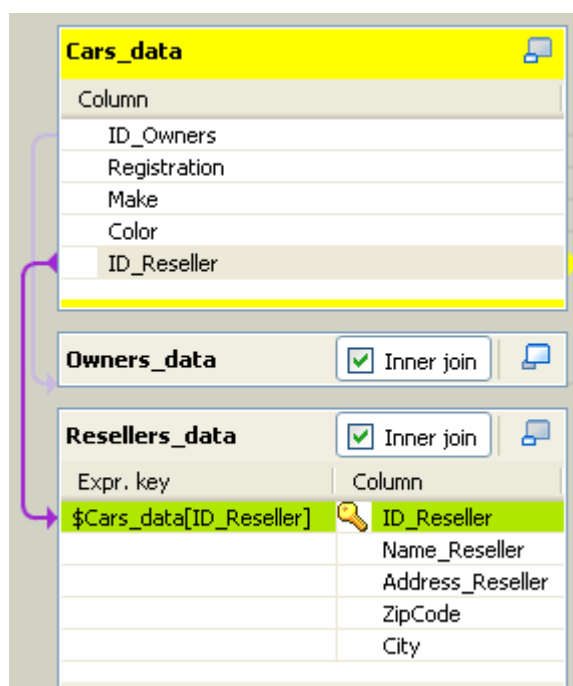 Cars_data
Column
ID_Owners
Registration
Make
Color
ID_Reseller
Owners_data Inner join
Resellers_data Inner join
Expr. key Column
$Cars_data[ID_Reseller] ID_Reseller
Name_Reseller
Address_Reseller
ZipCode
City